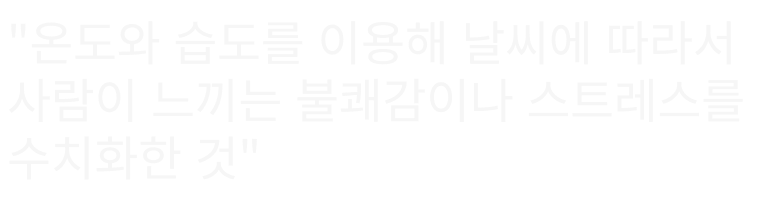 "온도와 습도를 이용해 날씨에 따라서
사람이 느끼는 불쾌감이나 스트레스를
수치화한 것"